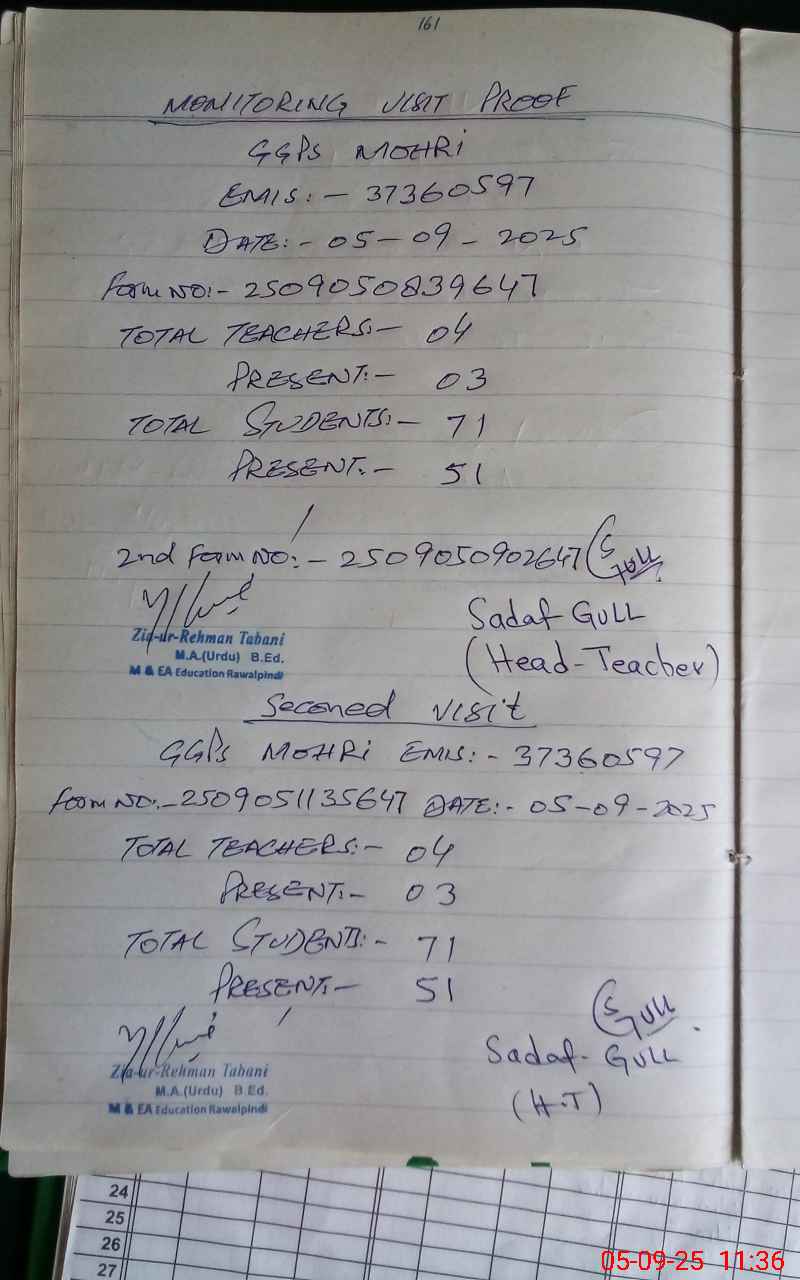 161
MONITORING VISIT PROOF
GGPS MOHRI
EMIS:- 37360597
DATE:- 05-09-2025
Form NO:- 2509050839647
TOTAL TEACHERS:- 04
PRESENT:- 03
TOTAL STUDENTS:- 71
PRESENT:- 51
2nd Form NO:- 2509050902647
S Gull
Sadaf GULL
(Head-Teacher)
Zia-ur-Rehman Tabani
M.A.(Urdu) B.Ed.
M & EA Education Rawalpindi
Seconed VISIT
GGPS MOHRI EMIS:- 37360597
Form NO:- 2509051135647 DATE:- 05-09-2025
TOTAL TEACHERS:- 04
PRESENT:- 03
TOTAL STUDENTS:- 71
PRESENT:- 51
S Gull
Sadaf- GULL
(H.T)
Zia-ur-Rehman Tabani
M.A.(Urdu) B.Ed.
M & EA Education Rawalpindi
24
25
26
27
05-09-25 11:36